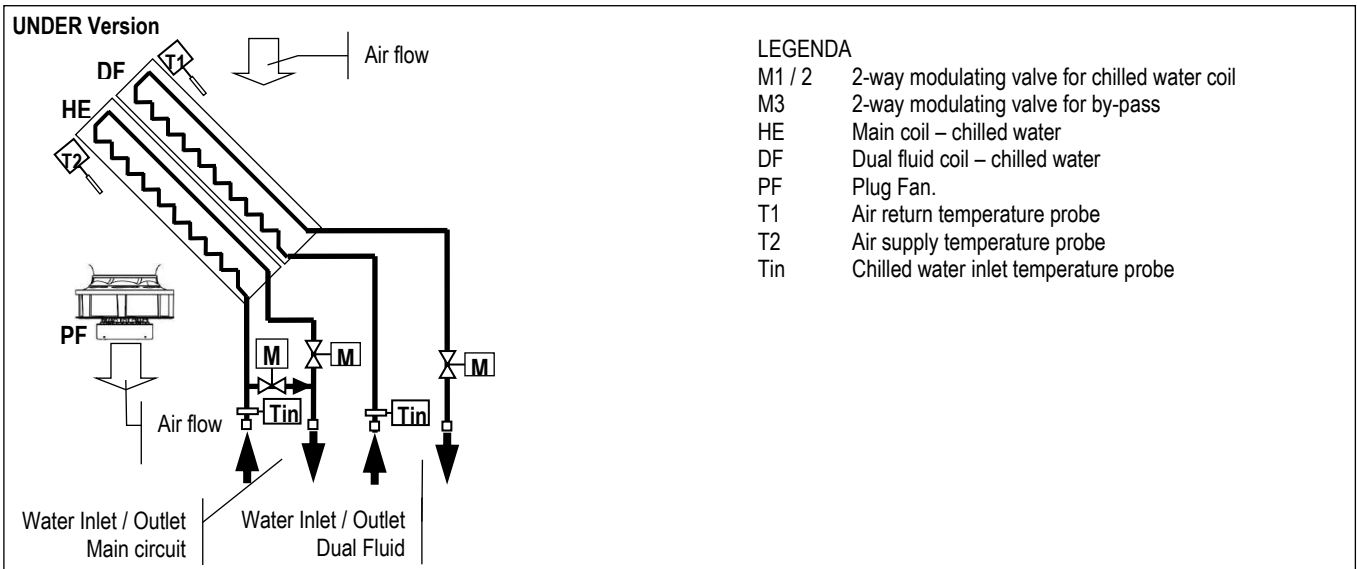 UNDER Version
Air flow
T1
DF
HE
T2
PF
M
M
M
Tin
Tin
Air flow
Water Inlet / Outlet
Main circuit
Water Inlet / Outlet
Dual Fluid
LEGENDA
M1 / 2 2-way modulating valve for chilled water coil
M3 2-way modulating valve for by-pass
HE Main coil – chilled water
DF Dual fluid coil – chilled water
PF Plug Fan.
T1 Air return temperature probe
T2 Air supply temperature probe
Tin Chilled water inlet temperature probe